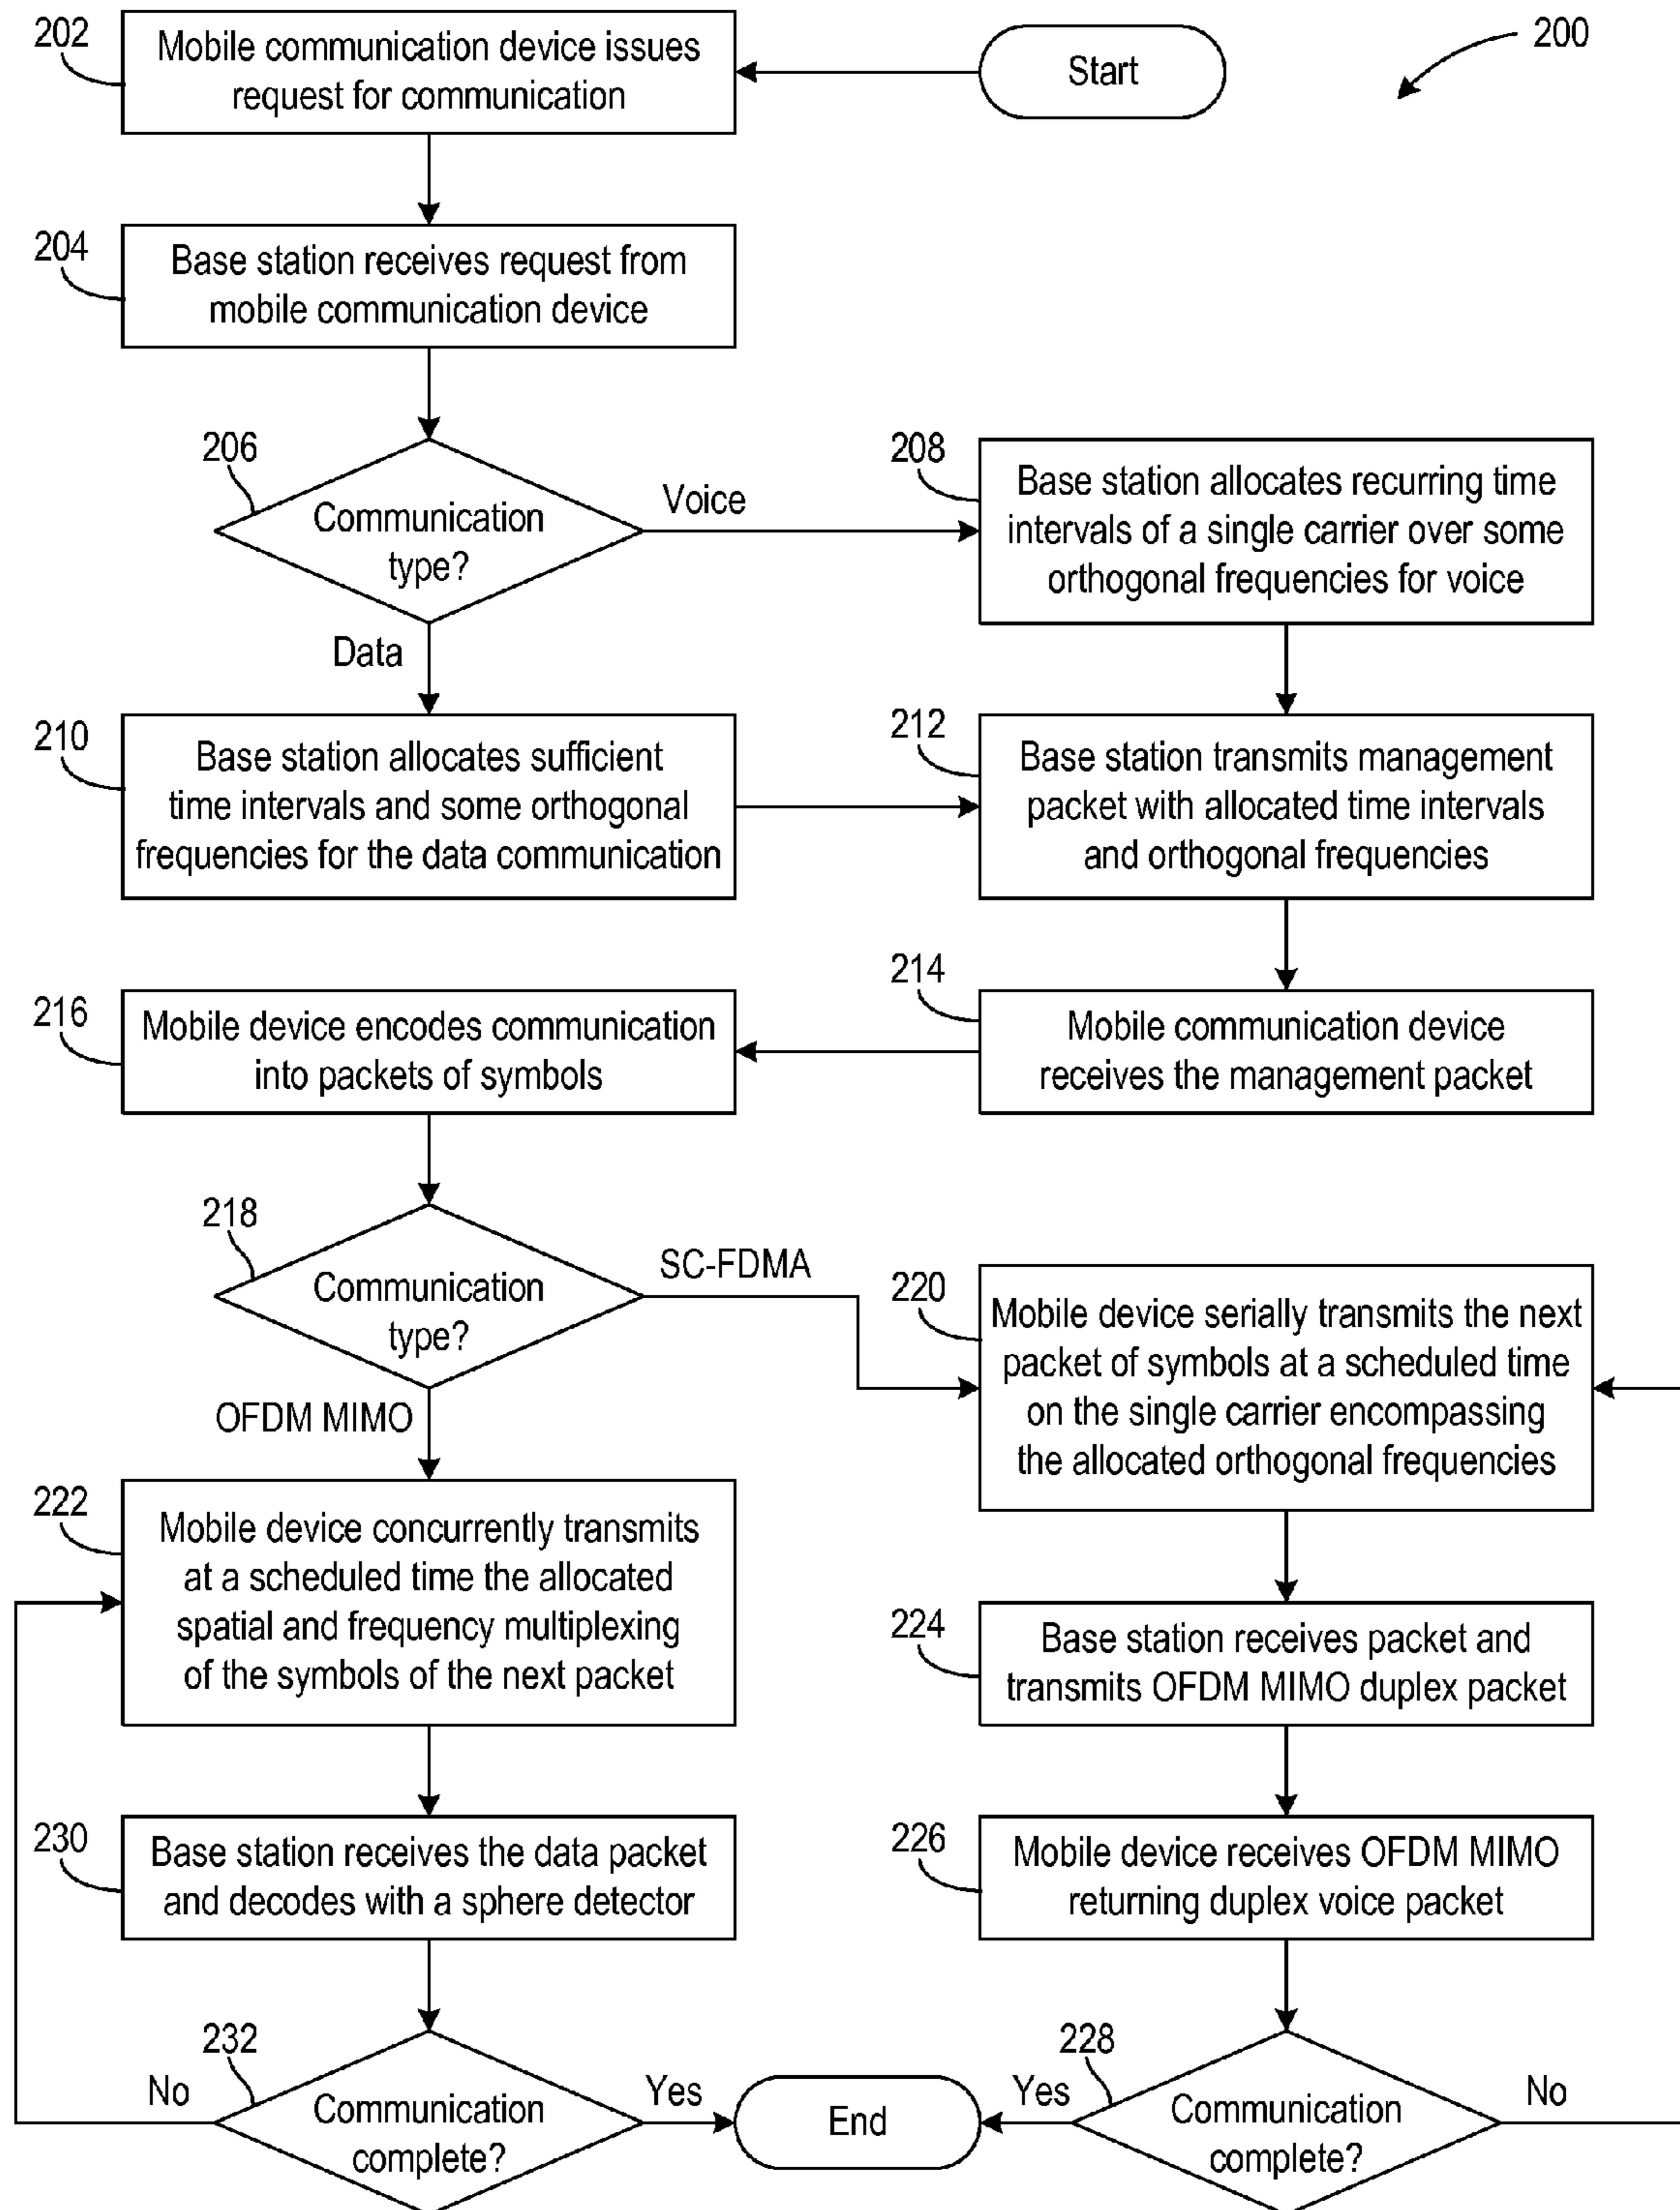 200
Start
202
Mobile communication device issues
request for communication
204
Base station receives request from
mobile communication device
206
Communication
type?
Voice
Data
208
Base station allocates recurring time
intervals of a single carrier over some
orthogonal frequencies for voice
210
Base station allocates sufficient
time intervals and some orthogonal
frequencies for the data communication
212
Base station transmits management
packet with allocated time intervals
and orthogonal frequencies
214
Mobile communication device
receives the management packet
216
Mobile device encodes communication
into packets of symbols
218
Communication
type?
SC-FDMA
OFDM MIMO
220
Mobile device serially transmits the next
packet of symbols at a scheduled time
on the single carrier encompassing
the allocated orthogonal frequencies
222
Mobile device concurrently transmits
at a scheduled time the allocated
spatial and frequency multiplexing
of the symbols of the next packet
224
Base station receives packet and
transmits OFDM MIMO duplex packet
230
Base station receives the data packet
and decodes with a sphere detector
226
Mobile device receives OFDM MIMO
returning duplex voice packet
232
Communication
complete?
No
Yes
End
228
Communication
complete?
Yes
No